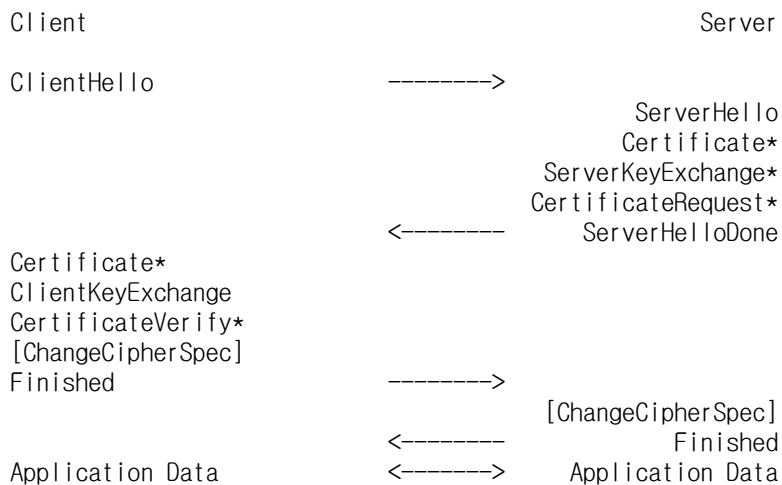 Client Server
ClientHello -------->
ServerHello
Certificate*
ServerKeyExchange*
CertificateRequest*
<-------- ServerHelloDone
Certificate*
ClientKeyExchange
CertificateVerify*
[ChangeCipherSpec]
Finished -------->
[ChangeCipherSpec]
<-------- Finished
Application Data <-------> Application Data